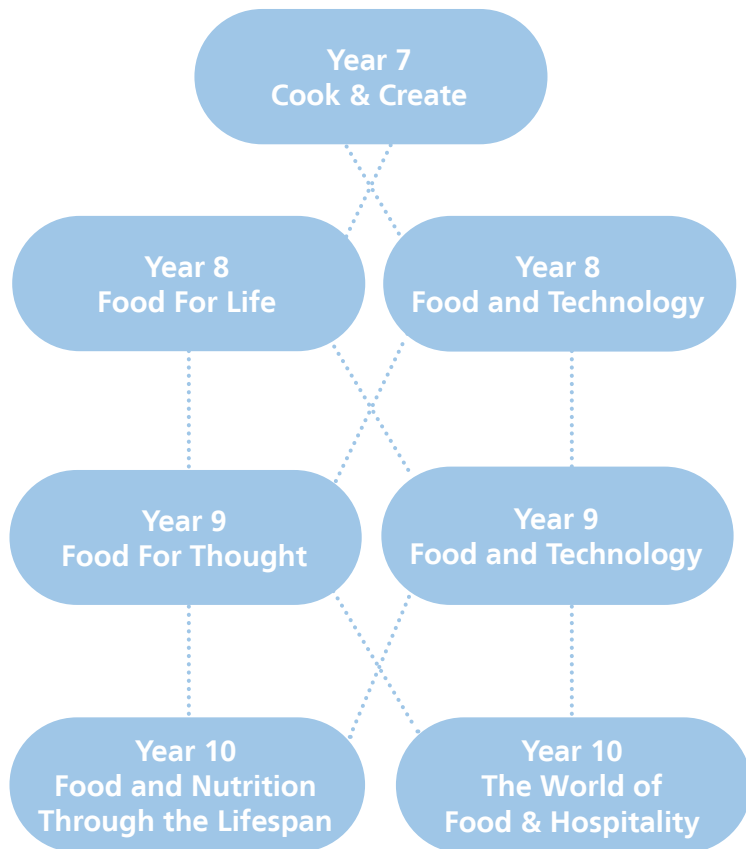 Year 7
Cook & Create
Year 8
Food For Life
Year 8
Food and Technology
Year 9
Food For Thought
Year 9
Food and Technology
Year 10
Food and Nutrition
Through the Lifespan
Year 10
The World of
Food & Hospitality